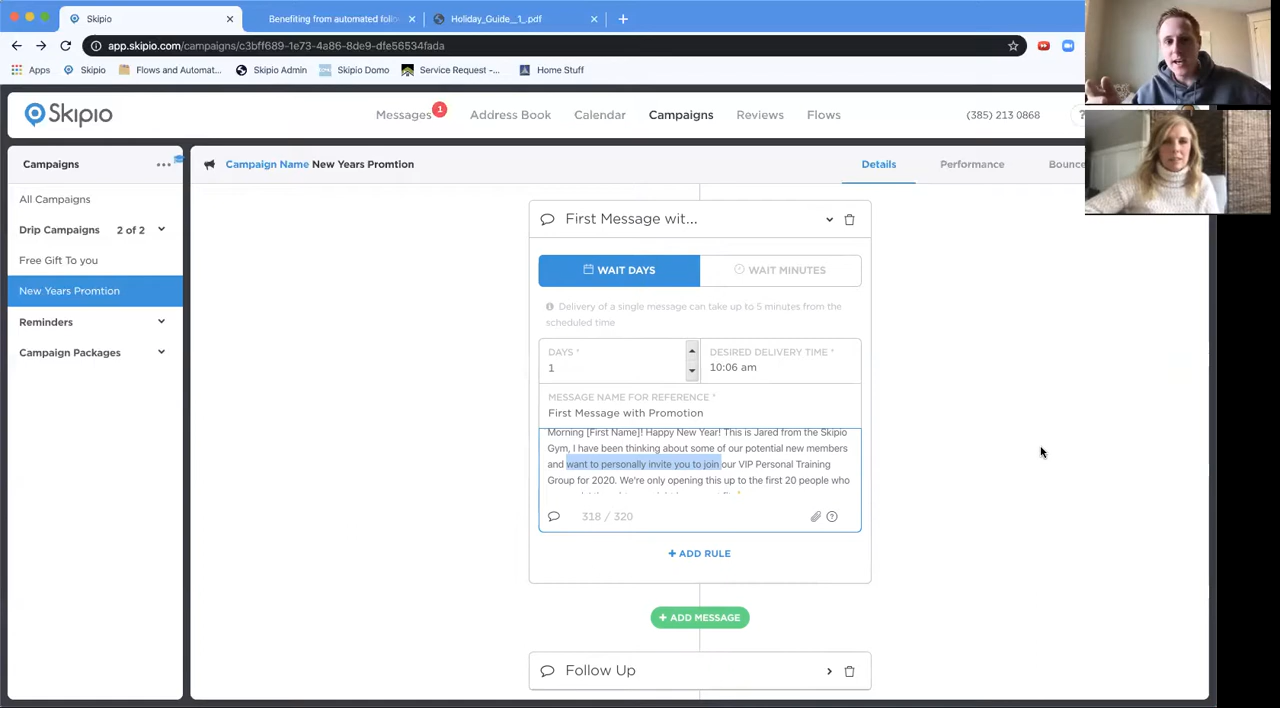 Skipio
Benefiting from automated follo
Holiday_Guide__1_.pdf
app.skipio.com/campaigns/c3bff689-1e73-4a86-8de9-dfe56534fada
Apps
Skipio
Flows and Automat...
Skipio Admin
Skipio Domo
Service Request -...
Home Stuff
Skipio
Messages 1
Address Book
Calendar
Campaigns
Reviews
Flows
(385) 213 0868
?
Campaigns
Campaign Name New Years Promtion
Details
Performance
Bounce
All Campaigns
Drip Campaigns 2 of 2
Free Gift To you
New Years Promtion
Reminders
Campaign Packages
First Message wit...
WAIT DAYS
WAIT MINUTES
Delivery of a single message can take up to 5 minutes from the
scheduled time
DAYS *
1
DESIRED DELIVERY TIME *
10:06 am
MESSAGE NAME FOR REFERENCE *
First Message with Promotion
Morning [First Name]! Happy New Year! This is Jared from the Skipio
Gym, I have been thinking about some of our potential new members
and want to personally invite you to join our VIP Personal Training
Group for 2020. We're only opening this up to the first 20 people who
318 / 320
+ ADD RULE
+ ADD MESSAGE
Follow Up